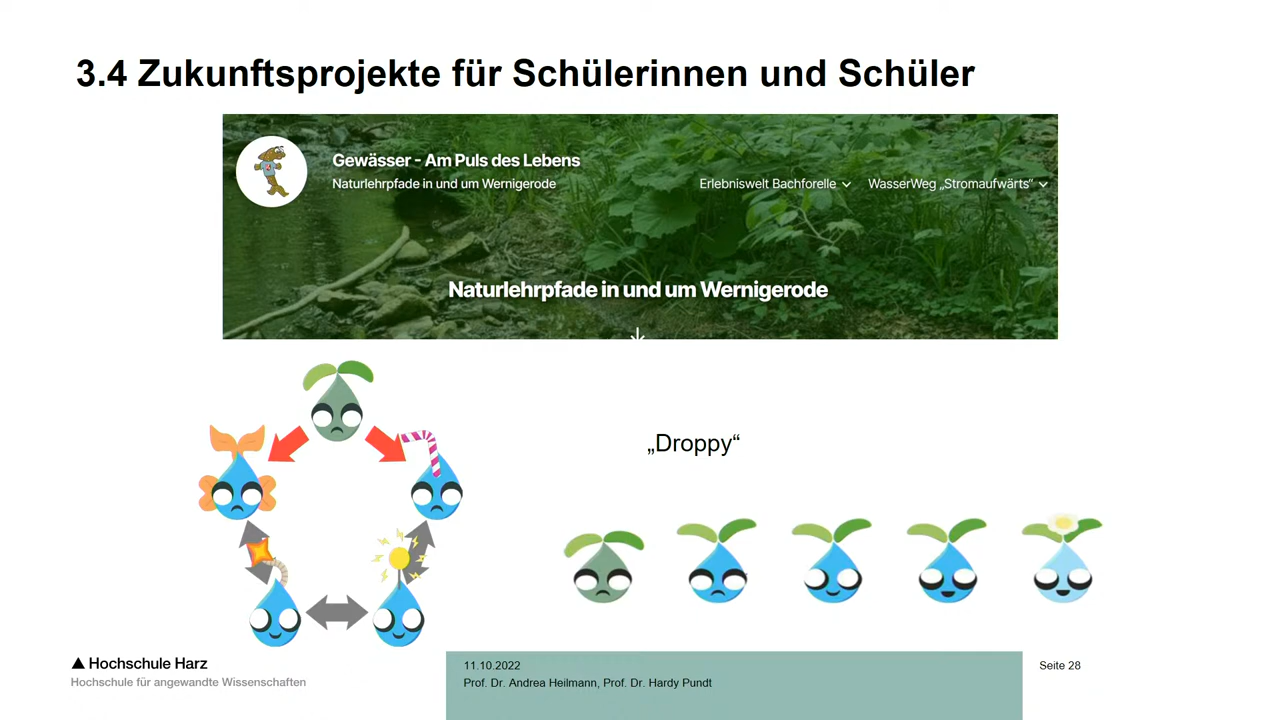 3.4 Zukunftsprojekte für Schülerinnen und Schüler
Gewässer - Am Puls des Lebens
Naturlehrpfade in und um Wernigerode
Erlebniswelt Bachforelle
WasserWeg „Stromaufwärts“
Naturlehrpfade in und um Wernigerode
„Droppy“
Hochschule Harz
Hochschule für angewandte Wissenschaften
11.10.2022
Prof. Dr. Andrea Heilmann, Prof. Dr. Hardy Pundt
Seite 28